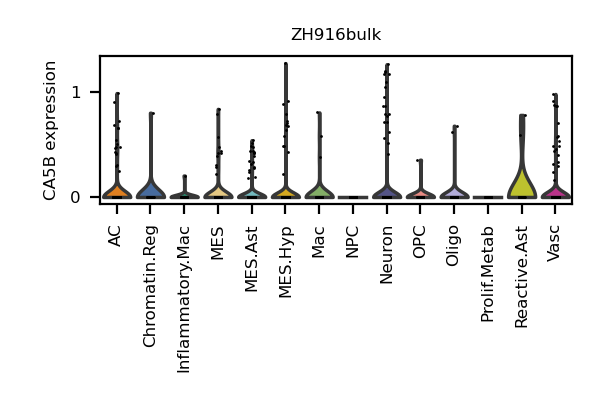 ZH916bulk
CA5B expression
1
0
AC
Chromatin.Reg
Inflammatory.Mac
MES
MES.Ast
MES.Hyp
Mac
NPC
Neuron
OPC
Oligo
Prolif.Metab
Reactive.Ast
Vasc